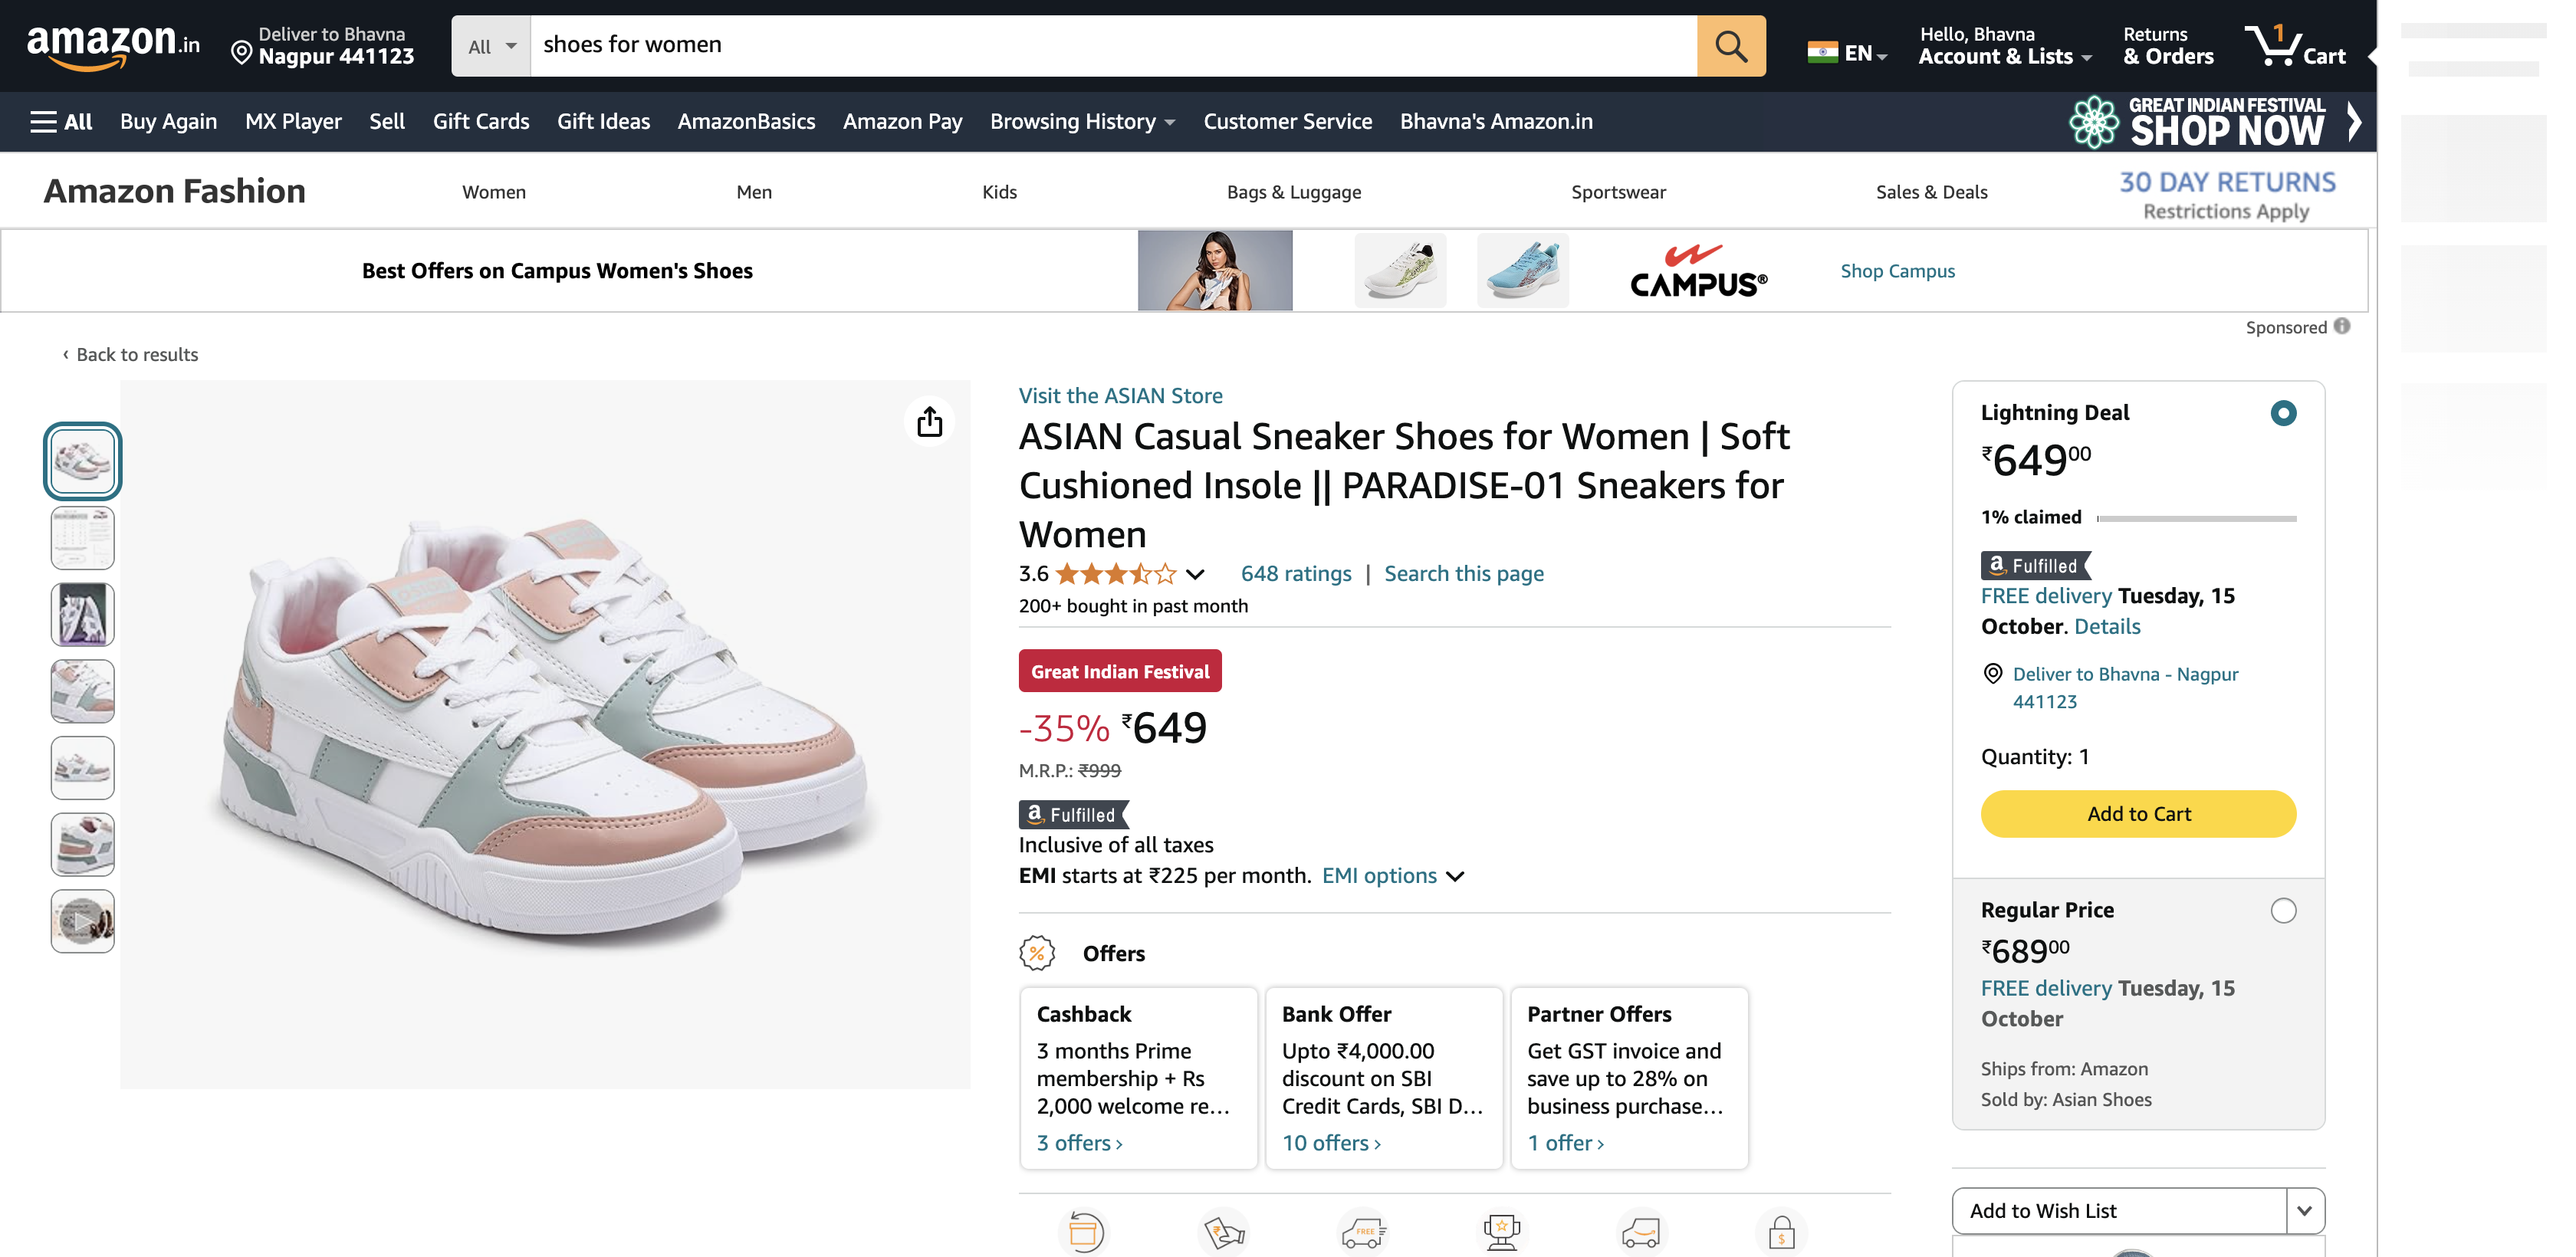 amazon.in
Deliver to Bhavna
Nagpur 441123
All
shoes for women
EN
Hello, Bhavna
Account & Lists
Returns
& Orders
1
Cart
All
Buy Again
MX Player
Sell
Gift Cards
Gift Ideas
AmazonBasics
Amazon Pay
Browsing History
Customer Service
Bhavna's Amazon.in
GREAT INDIAN FESTIVAL
SHOP NOW
Amazon Fashion
Women
Men
Kids
Bags & Luggage
Sportswear
Sales & Deals
30 DAY RETURNS
Restrictions Apply
Best Offers on Campus Women's Shoes
CAMPUS®
Shop Campus
Sponsored
‹ Back to results
Visit the ASIAN Store
ASIAN Casual Sneaker Shoes for Women | Soft
Cushioned Insole || PARADISE-01 Sneakers for
Women
3.6
648 ratings | Search this page
200+ bought in past month
Great Indian Festival
-35% ₹649
M.R.P.: ₹999
a Fulfilled
Inclusive of all taxes
EMI starts at ₹225 per month. EMI options
% Offers
Cashback
3 months Prime
membership + Rs
2,000 welcome re…
3 offers ›
Bank Offer
Upto ₹4,000.00
discount on SBI
Credit Cards, SBI D…
10 offers ›
Partner Offers
Get GST invoice and
save up to 28% on
business purchase…
1 offer ›
FREE
Lightning Deal
₹64900
1% claimed
a Fulfilled
FREE delivery Tuesday, 15
October. Details
Deliver to Bhavna - Nagpur
441123
Quantity: 1
Add to Cart
Regular Price
₹68900
FREE delivery Tuesday, 15
October
Ships from: Amazon
Sold by: Asian Shoes
Add to Wish List